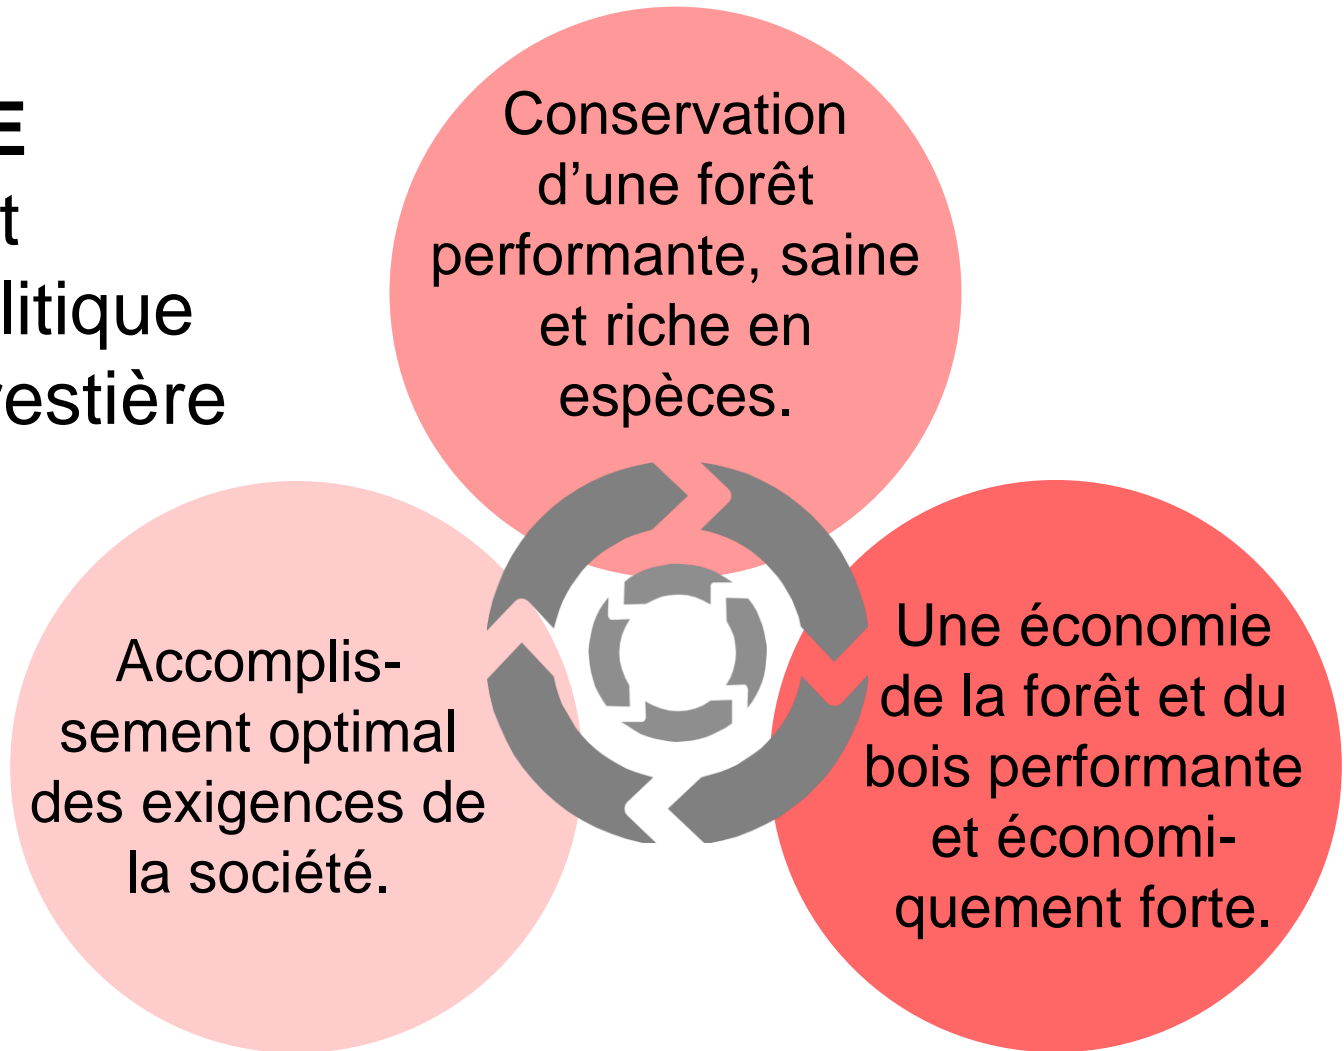 E
t
litique
restière
Conservation
d’une forêt
performante, saine
et riche en
espèces.
Accomplis-
sement optimal
des exigences de
la société.
Une économie
de la forêt et du
bois performante
et économi-
quement forte.